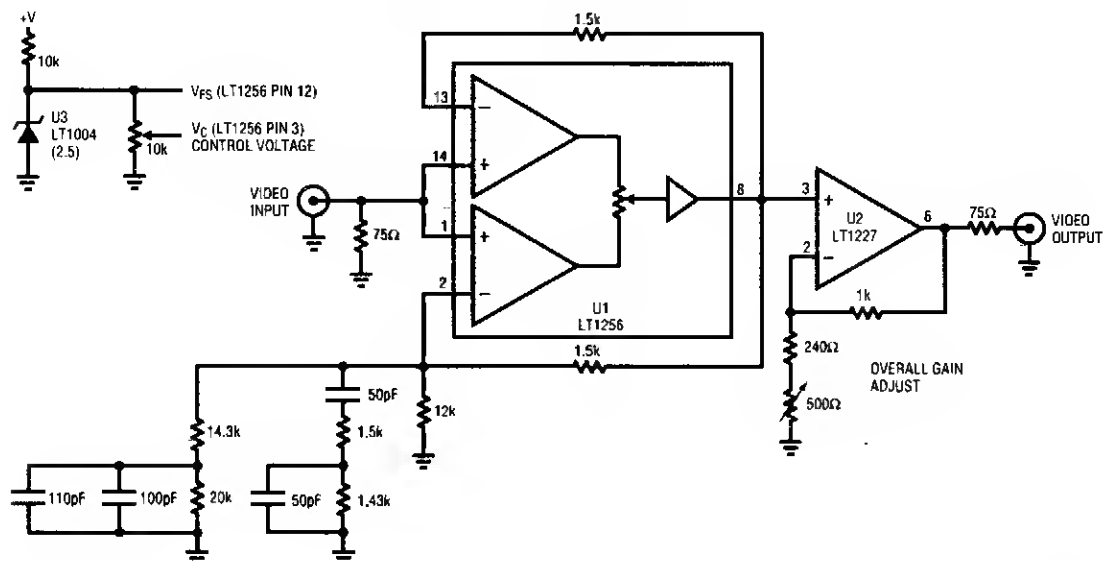 +V
10k
U3
LT1004
(2.5)
VFS (LT1256 PIN 12)
10k
VC (LT1256 PIN 3)
CONTROL VOLTAGE
1.5k
13
−
14
+
1
+
2
−
VIDEO
INPUT
75Ω
U1
LT1256
8
3
+
2
−
U2
LT1227
6
75Ω
VIDEO
OUTPUT
1k
240Ω
500Ω
OVERALL GAIN
ADJUST
1.5k
12k
50pF
1.5k
50pF
1.43k
14.3k
110pF
100pF
20k